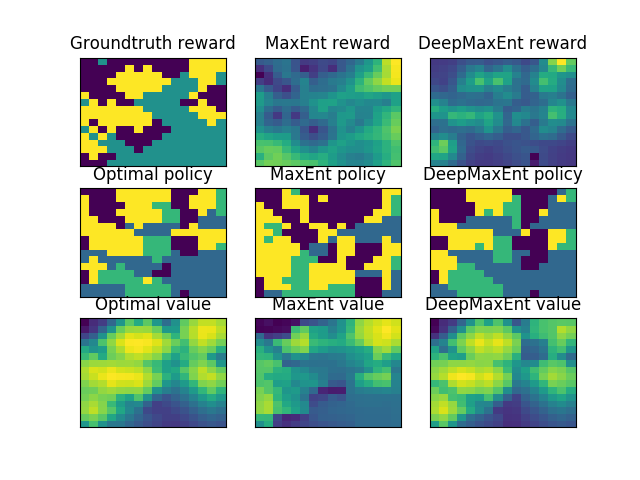 Groundtruth reward
MaxEnt reward
DeepMaxEnt reward
Optimal policy
MaxEnt policy
DeepMaxEnt policy
Optimal value
MaxEnt value
DeepMaxEnt value